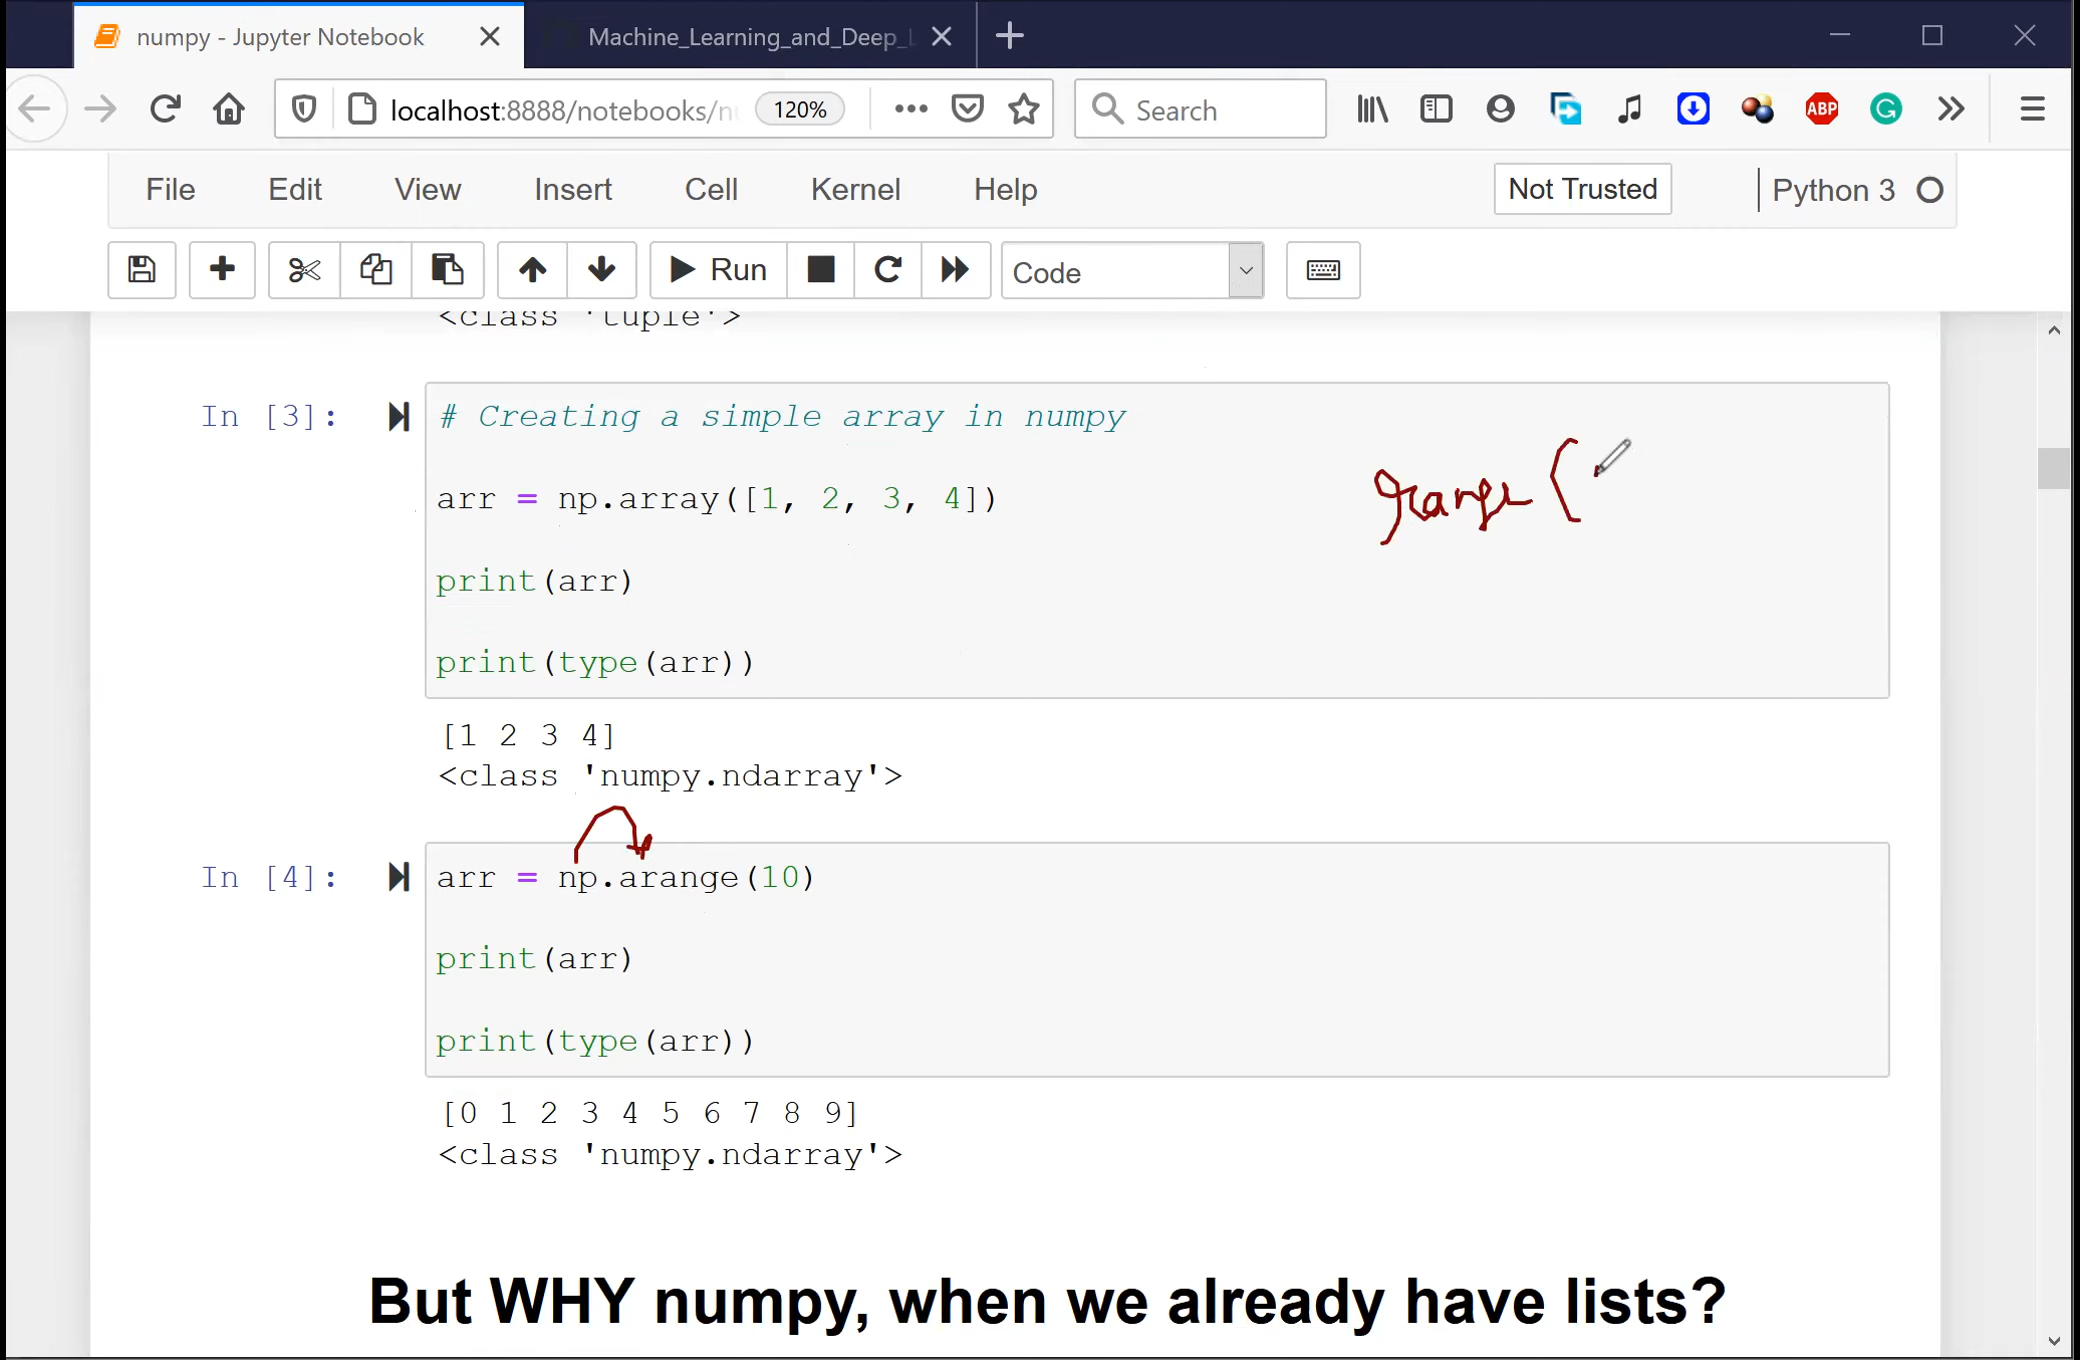 numpy - Jupyter Notebook
Machine_Learning_and_Deep_L
localhost:8888/notebooks/n
120%
Search
ABP
File Edit View Insert Cell Kernel Help
Not Trusted
Python 3
Run
Code
<class 'tuple'>
In [3]:
# Creating a simple array in numpy
arr = np.array([1, 2, 3, 4])
range (
print(arr)
print(type(arr))
[1 2 3 4]
<class 'numpy.ndarray'>
In [4]:
arr = np.arange(10)
print(arr)
print(type(arr))
[0 1 2 3 4 5 6 7 8 9]
<class 'numpy.ndarray'>
But WHY numpy, when we already have lists?